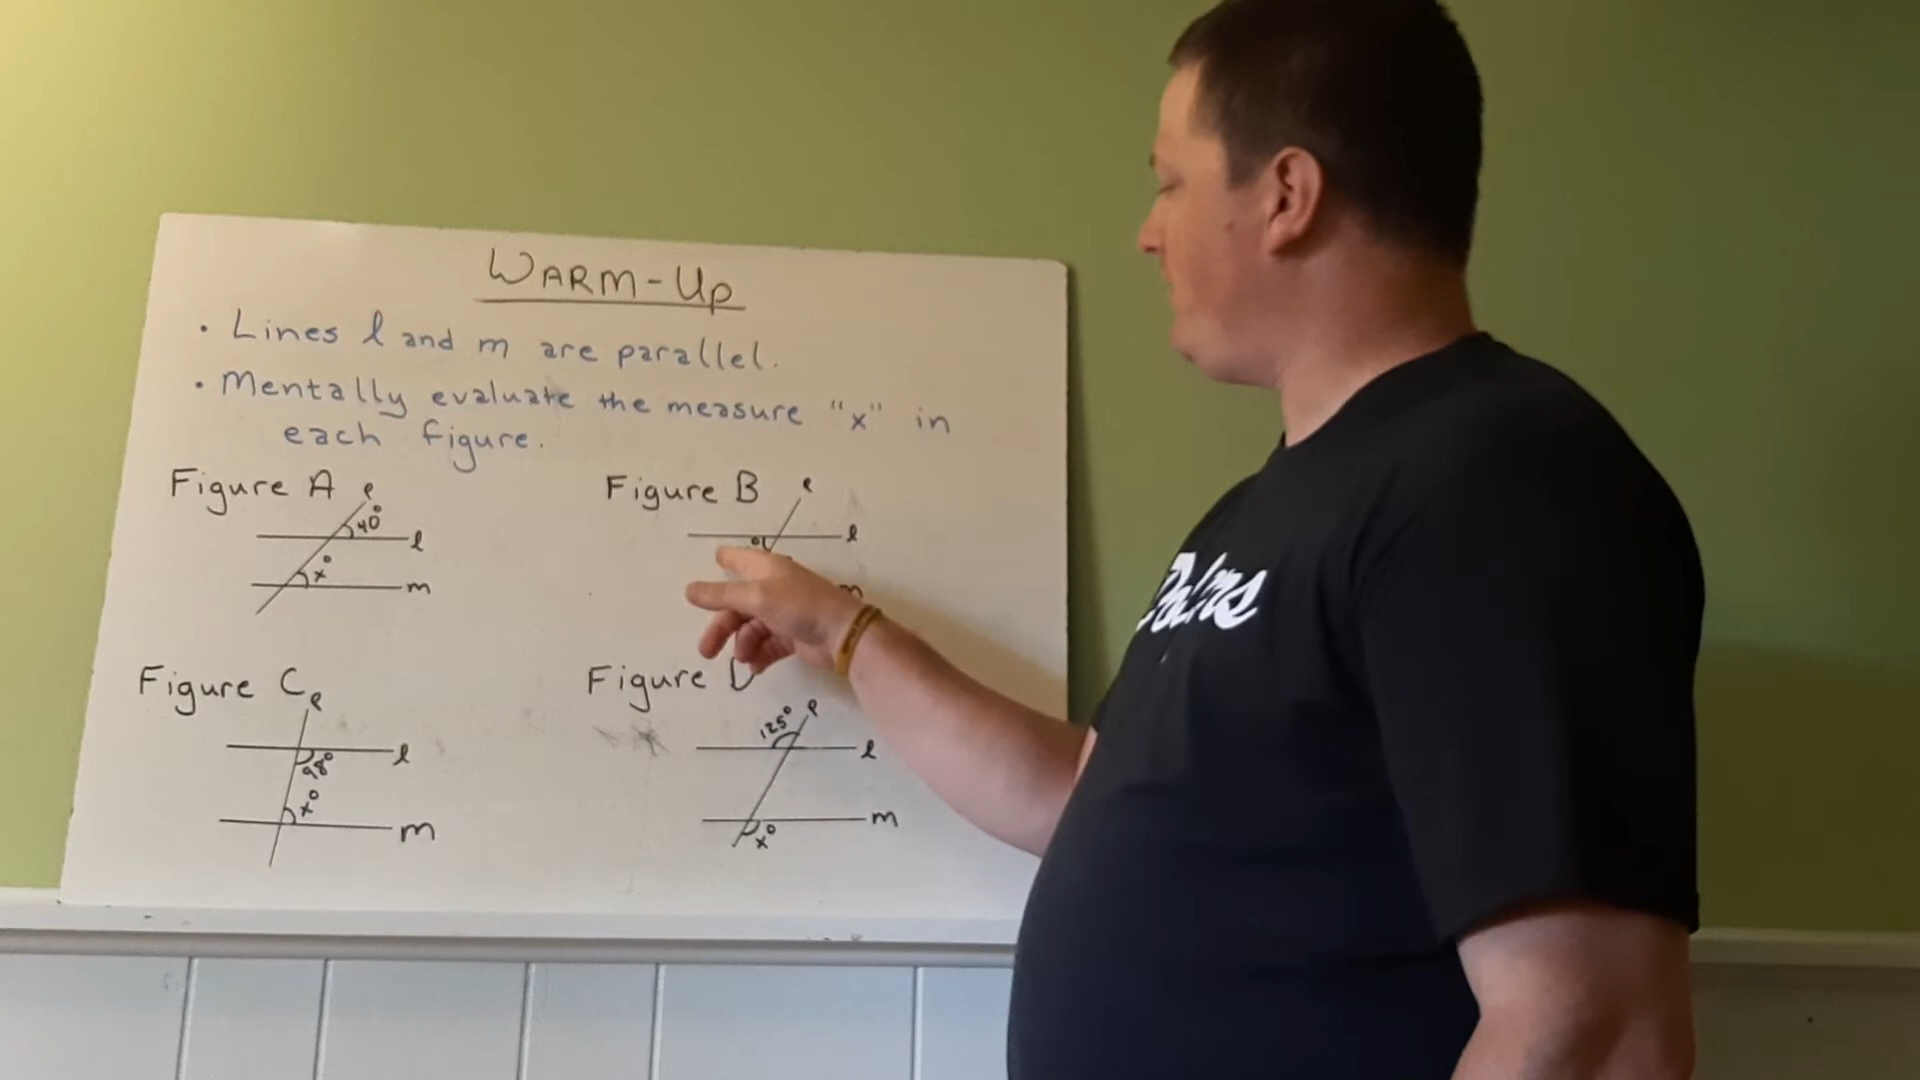 WARM-UP
• Lines l and m are parallel.
• Mentally evaluate the measure "x" in
each figure.
Figure A
40°
l
x°
m
Figure B
l
m
Figure C
l
98°
x°
m
Figure D
125°
l
m
x°